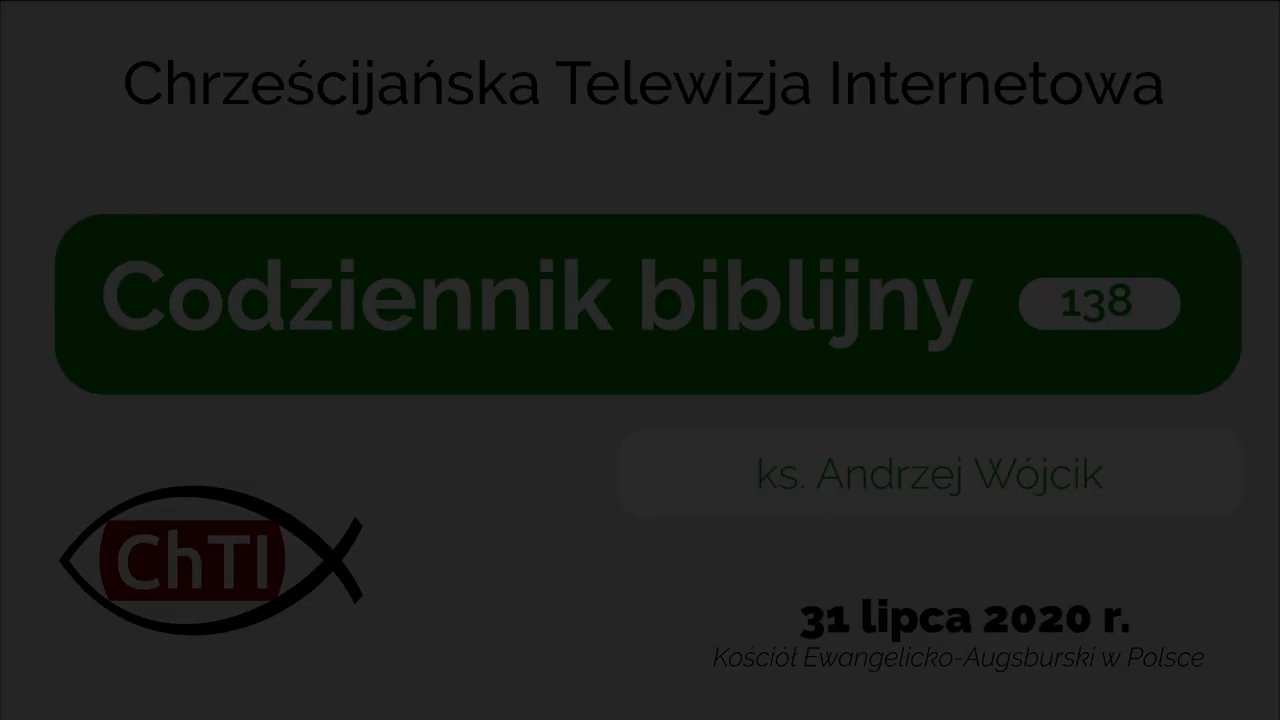 Chrześcijańska Telewizja Internetowa
Codziennik biblijny 138
ks. Andrzej Wójcik
ChTI
31 lipca 2020 r.
Kościół Ewangelicko-Augsburski w Polsce